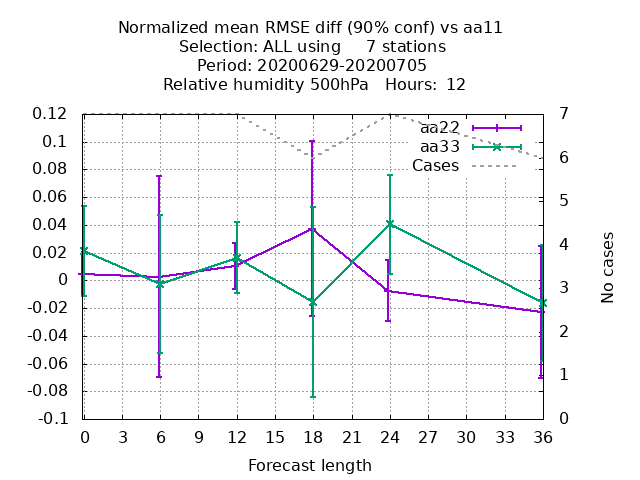 Normalized mean RMSE diff (90% conf) vs aa11
Selection: ALL using     7 stations
Period: 20200629-20200705
Relative humidity 500hPa   Hours:  12
0.12
0.1
0.08
0.06
0.04
0.02
0
-0.02
-0.04
-0.06
-0.08
-0.1
aa22
aa33
Cases
7
6
5
4
3
2
1
0
No cases
0 3 6 9 12 15 18 21 24 27 30 33 36
Forecast length